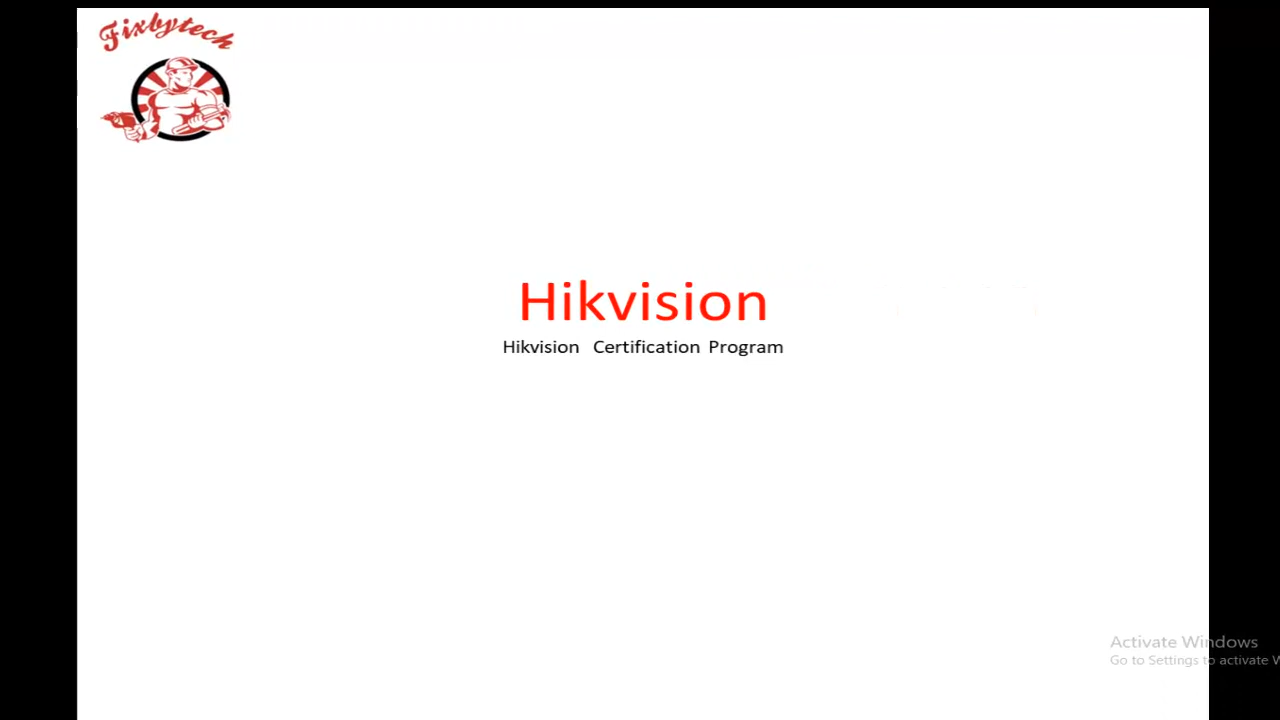 Fixbytech
Hikvision
Hikvision Certification Program
Activate Windows
Go to Settings to activate W